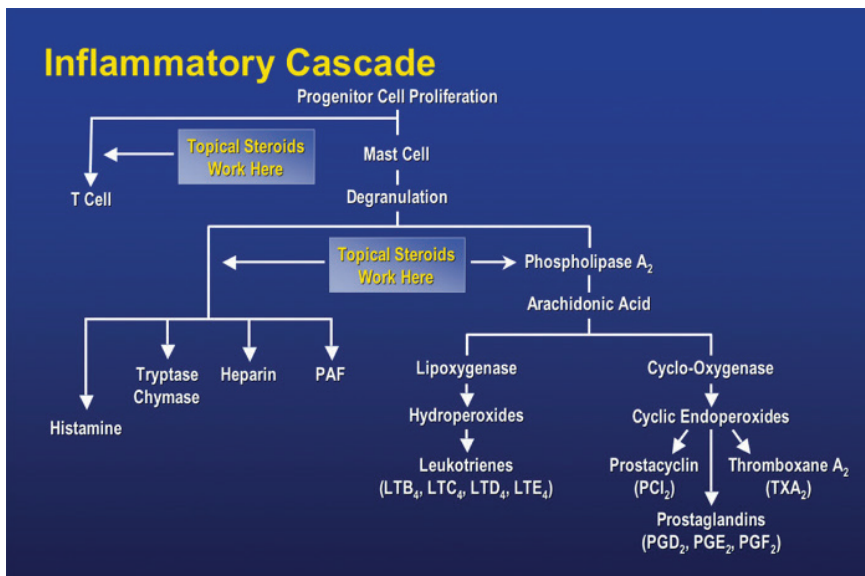 Inflammatory Cascade
Progenitor Cell Proliferation
Topical Steroids
Work Here
Mast Cell
T Cell
Degranulation
Topical Steroids
Work Here
Phospholipase A₂
Arachidonic Acid
Histamine
Tryptase
Chymase
Heparin
PAF
Lipoxygenase
Cyclo-Oxygenase
Hydroperoxides
Cyclic Endoperoxides
Leukotrienes
(LTB₄, LTC₄, LTD₄, LTE₄)
Prostacyclin
(PCI₂)
Thromboxane A₂
(TXA₂)
Prostaglandins
(PGD₂, PGE₂, PGF₂)